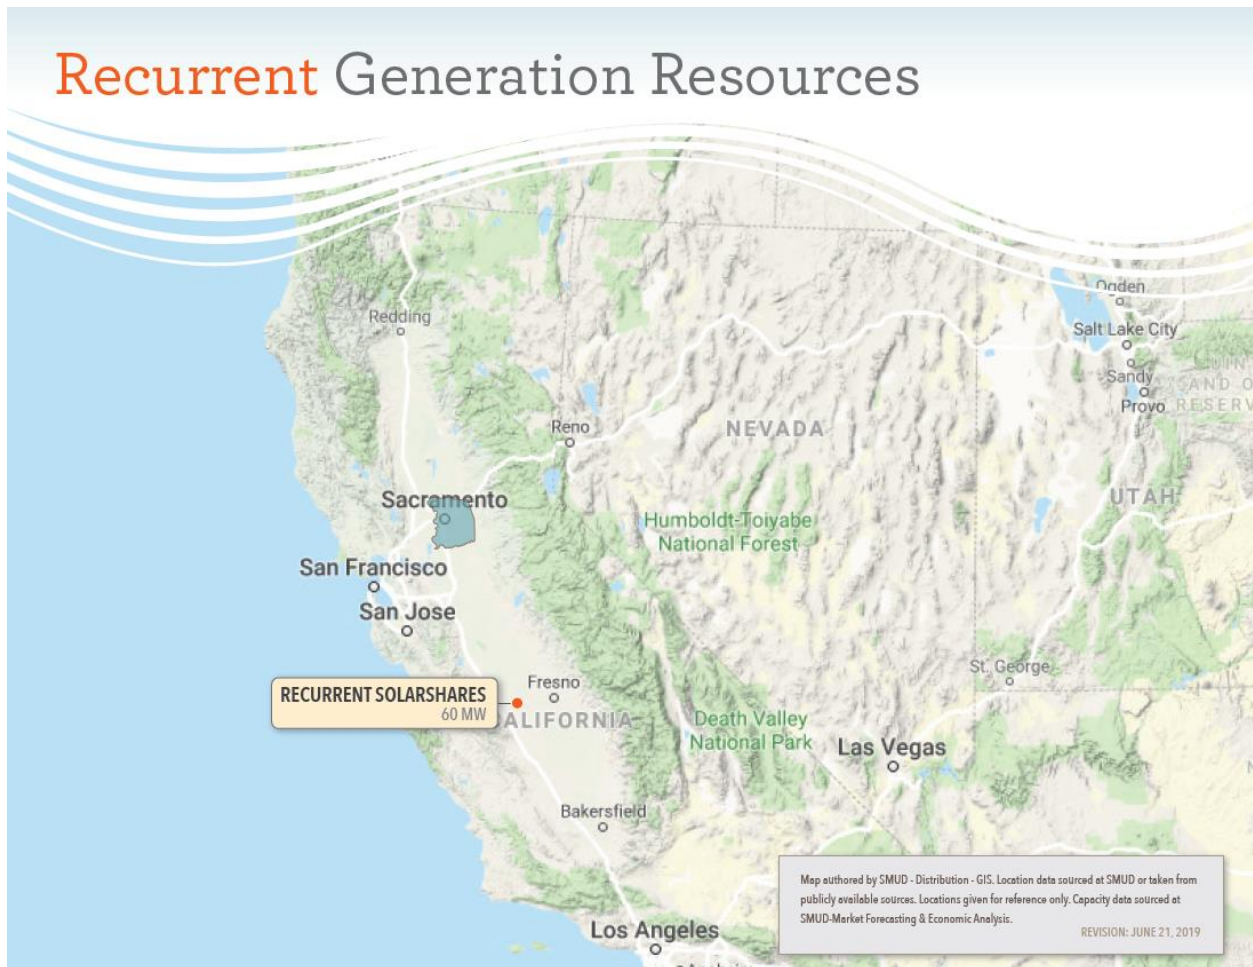 Recurrent Generation Resources
Ogden
Redding
Salt Lake City
Sandy
Provo
AND O
RESERV
Reno
NEVADA
Sacramento
UTAH
Humboldt-Toiyabe
National Forest
San Francisco
San Jose
St. George
Fresno
RECURRENT SOLARSHARES
60 MW
CALIFORNIA
Death Valley
National Park
Las Vegas
Bakersfield
Map authored by SMUD - Distribution - GIS. Location data sourced at SMUD or taken from
publicly available sources. Locations given for reference only. Capacity data sourced at
SMUD-Market Forecasting & Economic Analysis.
REVISION: JUNE 21, 2019
Los Angeles